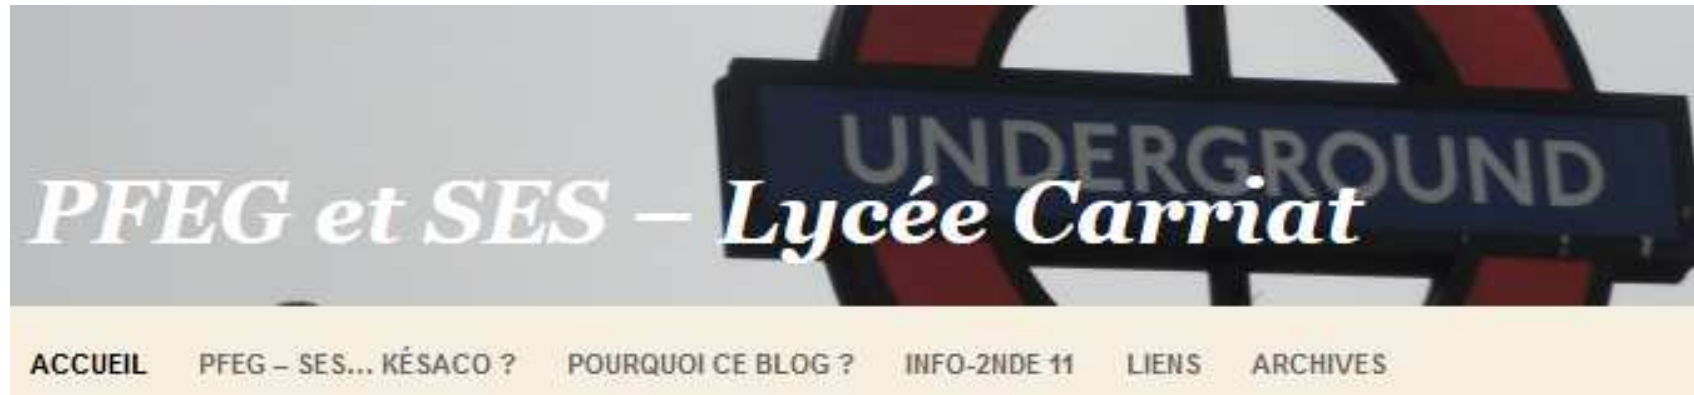 UNDERGROUND
PFEG et SES – Lycée Carriat
ACCUEIL PFEG – SES... KÉSACO ? POURQUOI CE BLOG ? INFO-2NDE 11 LIENS ARCHIVES